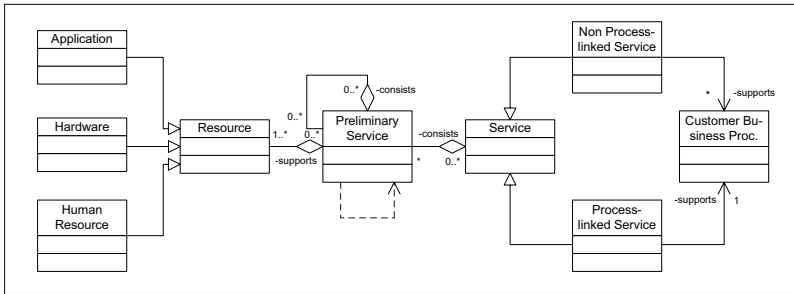 Application
Hardware
Human
Resource
Resource
1..*
-supports
0..*
0..*
0..*
-consists
Preliminary
Service
*
-consists
0..*
Service
Non Process-
linked Service
*
-supports
Customer Bu-
siness Proc.
Process-
linked Service
-supports
1